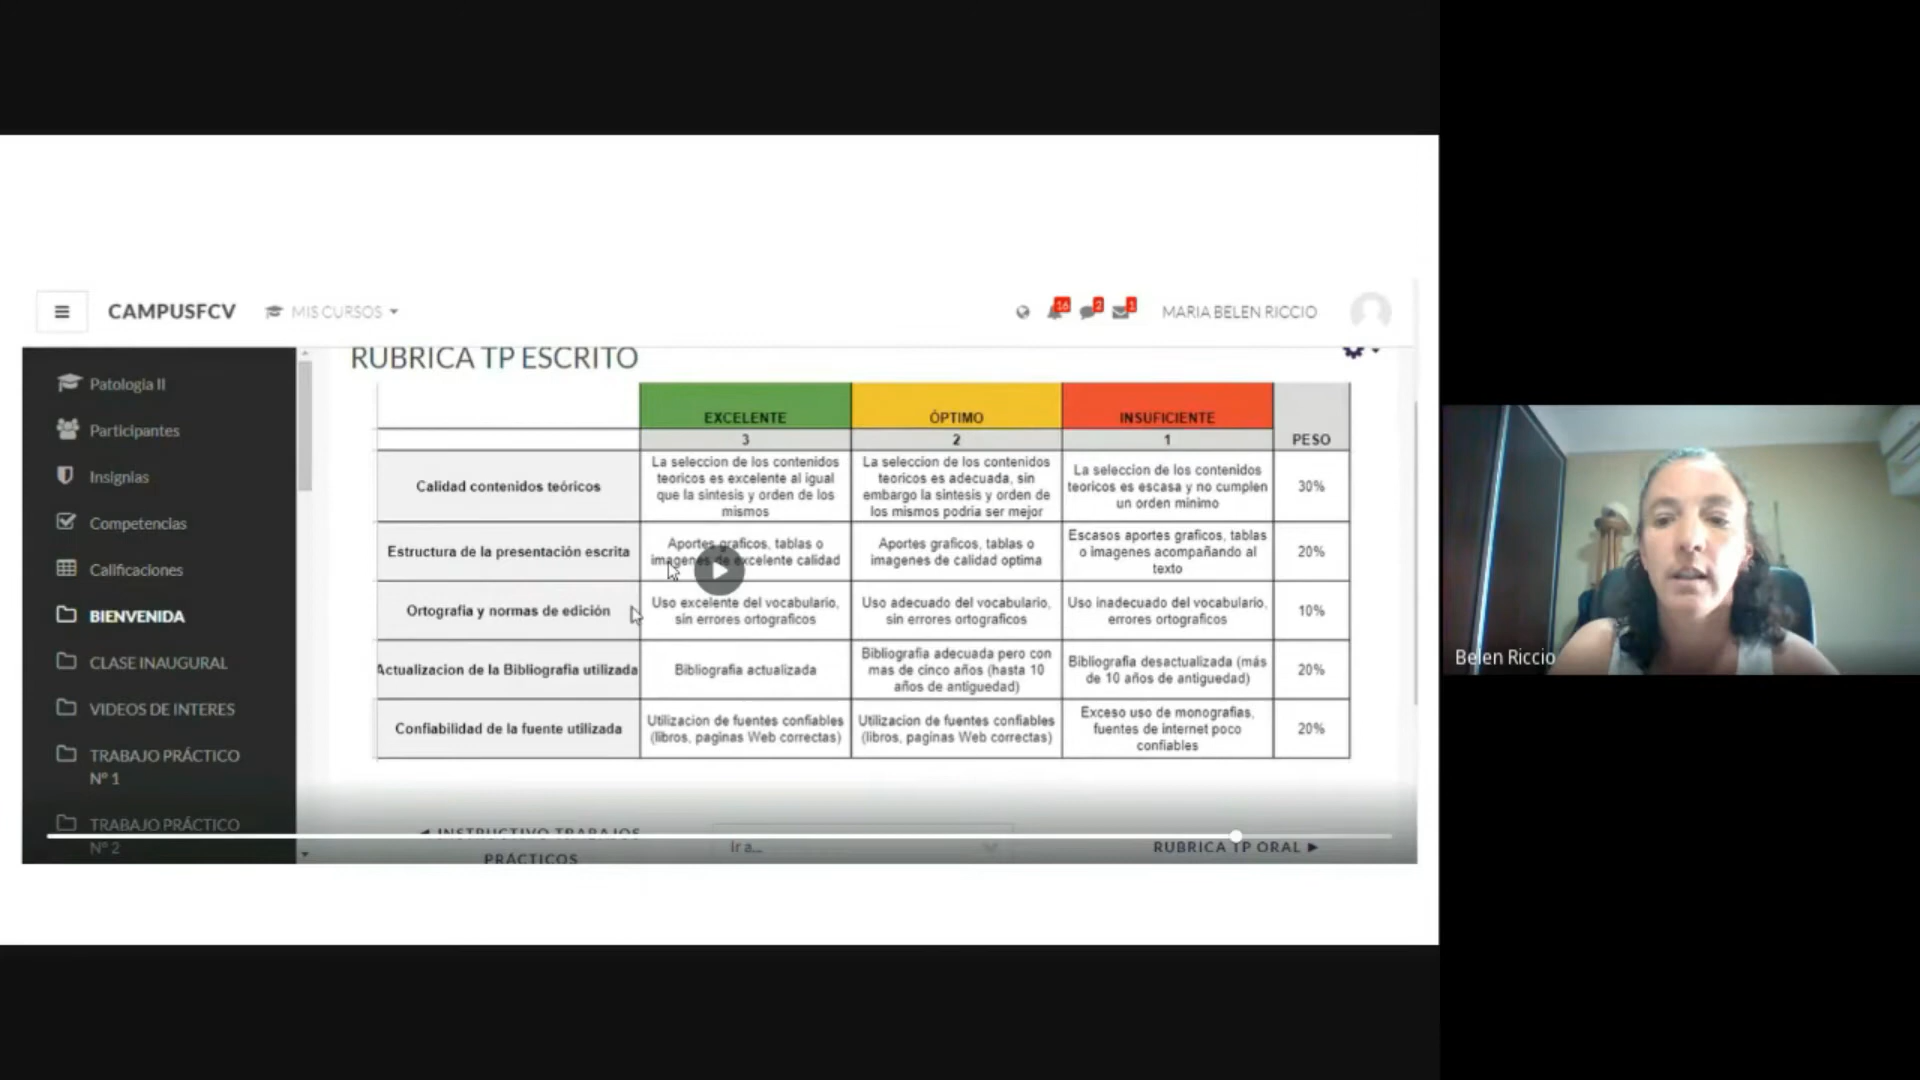 CAMPUSFCV
MIS CURSOS
16
2
1
MARIA BELEN RICCIO
Patologia II
Participantes
Insignias
Competencias
Calificaciones
BIENVENIDA
CLASE INAUGURAL
VIDEOS DE INTERES
TRABAJO PRÁCTICO
Nº 1
TRABAJO PRÁCTICO
Nº 2
RUBRICA TP ESCRITO
EXCELENTE
ÓPTIMO
INSUFICIENTE
3
2
1
PESO
Calidad contenidos teóricos
La seleccion de los contenidos
teoricos es excelente al igual
que la sintesis y orden de los
mismos
La seleccion de los contenidos
teoricos es adecuada, sin
embargo la sintesis y orden de
los mismos podria ser mejor
La seleccion de los contenidos
teoricos es escasa y no cumplen
un orden minimo
30%
Estructura de la presentación escrita
Aportes graficos, tablas o
imagenes de excelente calidad
Aportes graficos, tablas o
imagenes de calidad optima
Escasos aportes graficos, tablas
o imagenes acompañando al
texto
20%
Ortografia y normas de edición
Uso excelente del vocabulario,
sin errores ortograficos
Uso adecuado del vocabulario,
sin errores ortograficos
Uso inadecuado del vocabulario,
errores ortograficos
10%
Actualizacion de la Bibliografia utilizada
Bibliografia actualizada
Bibliografia adecuada pero con
mas de cinco años (hasta 10
años de antiguedad)
Bibliografia desactualizada (más
de 10 años de antiguedad)
20%
Confiabilidad de la fuente utilizada
Utilizacion de fuentes confiables
(libros, paginas Web correctas)
Utilizacion de fuentes confiables
(libros, paginas Web correctas)
Exceso uso de monografias,
fuentes de internet poco
confiables
20%
◄ INSTRUCTIVO TRABAJOS
PRÁCTICOS
Ir a...
RUBRICA TP ORAL ►
Belen Riccio